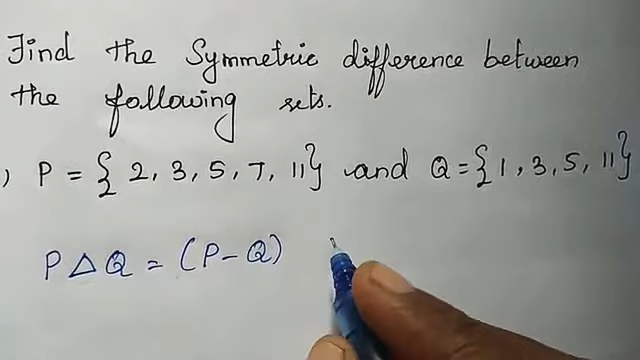 Find the Symmetric difference between
the following sets.
) P = { 2, 3, 5, 7, 11} and Q = { 1, 3, 5, 11}
P △ Q = (P - Q)